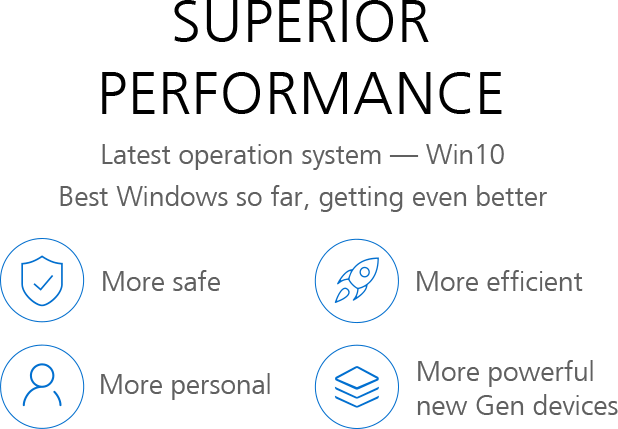 SUPERIOR
PERFORMANCE
Latest operation system — Win10
Best Windows so far, getting even better
More safe
More efficient
More personal
More powerful
new Gen devices